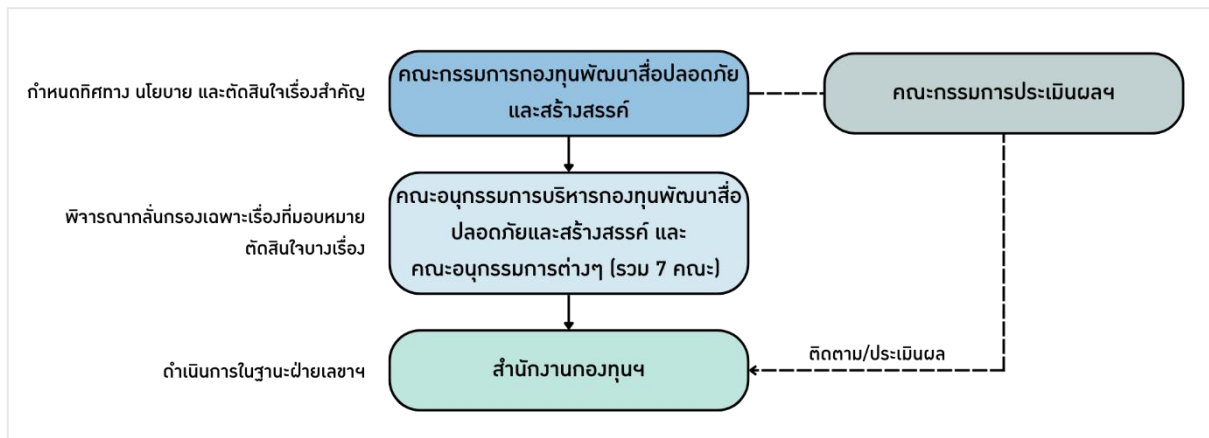 กำหนดทิศทาง นโยบาย และตัดสินใจเรื่องสำคัญ
คณะกรรมการกองทุนพัฒนาสื่อปลอดภัย
และสร้างสรรค์
คณะกรรมการประเมินผลฯ
พิจารณากลั่นกรองเฉพาะเรื่องที่มอบหมาย
ตัดสินใจบางเรื่อง
คณะอนุกรรมการบริหารกองทุนพัฒนาสื่อ
ปลอดภัยและสร้างสรรค์ และ
คณะอนุกรรมการต่างๆ (รวม 7 คณะ)
ดำเนินการในฐานะฝ่ายเลขาฯ
สำนักงานกองทุนฯ
ติดตาม/ประเมินผล